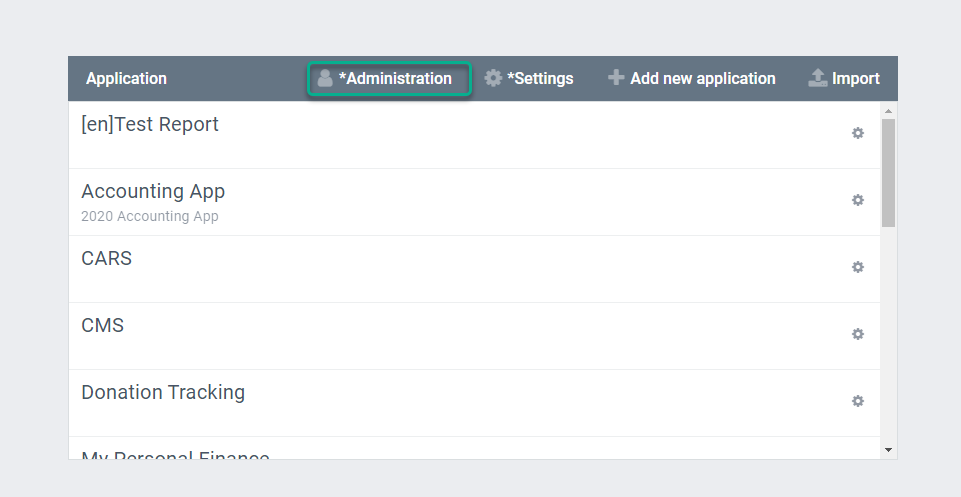 Application *Administration *Settings Add new application Import
[en]Test Report
Accounting App
2020 Accounting App
CARS
CMS
Donation Tracking
My Personal Finance